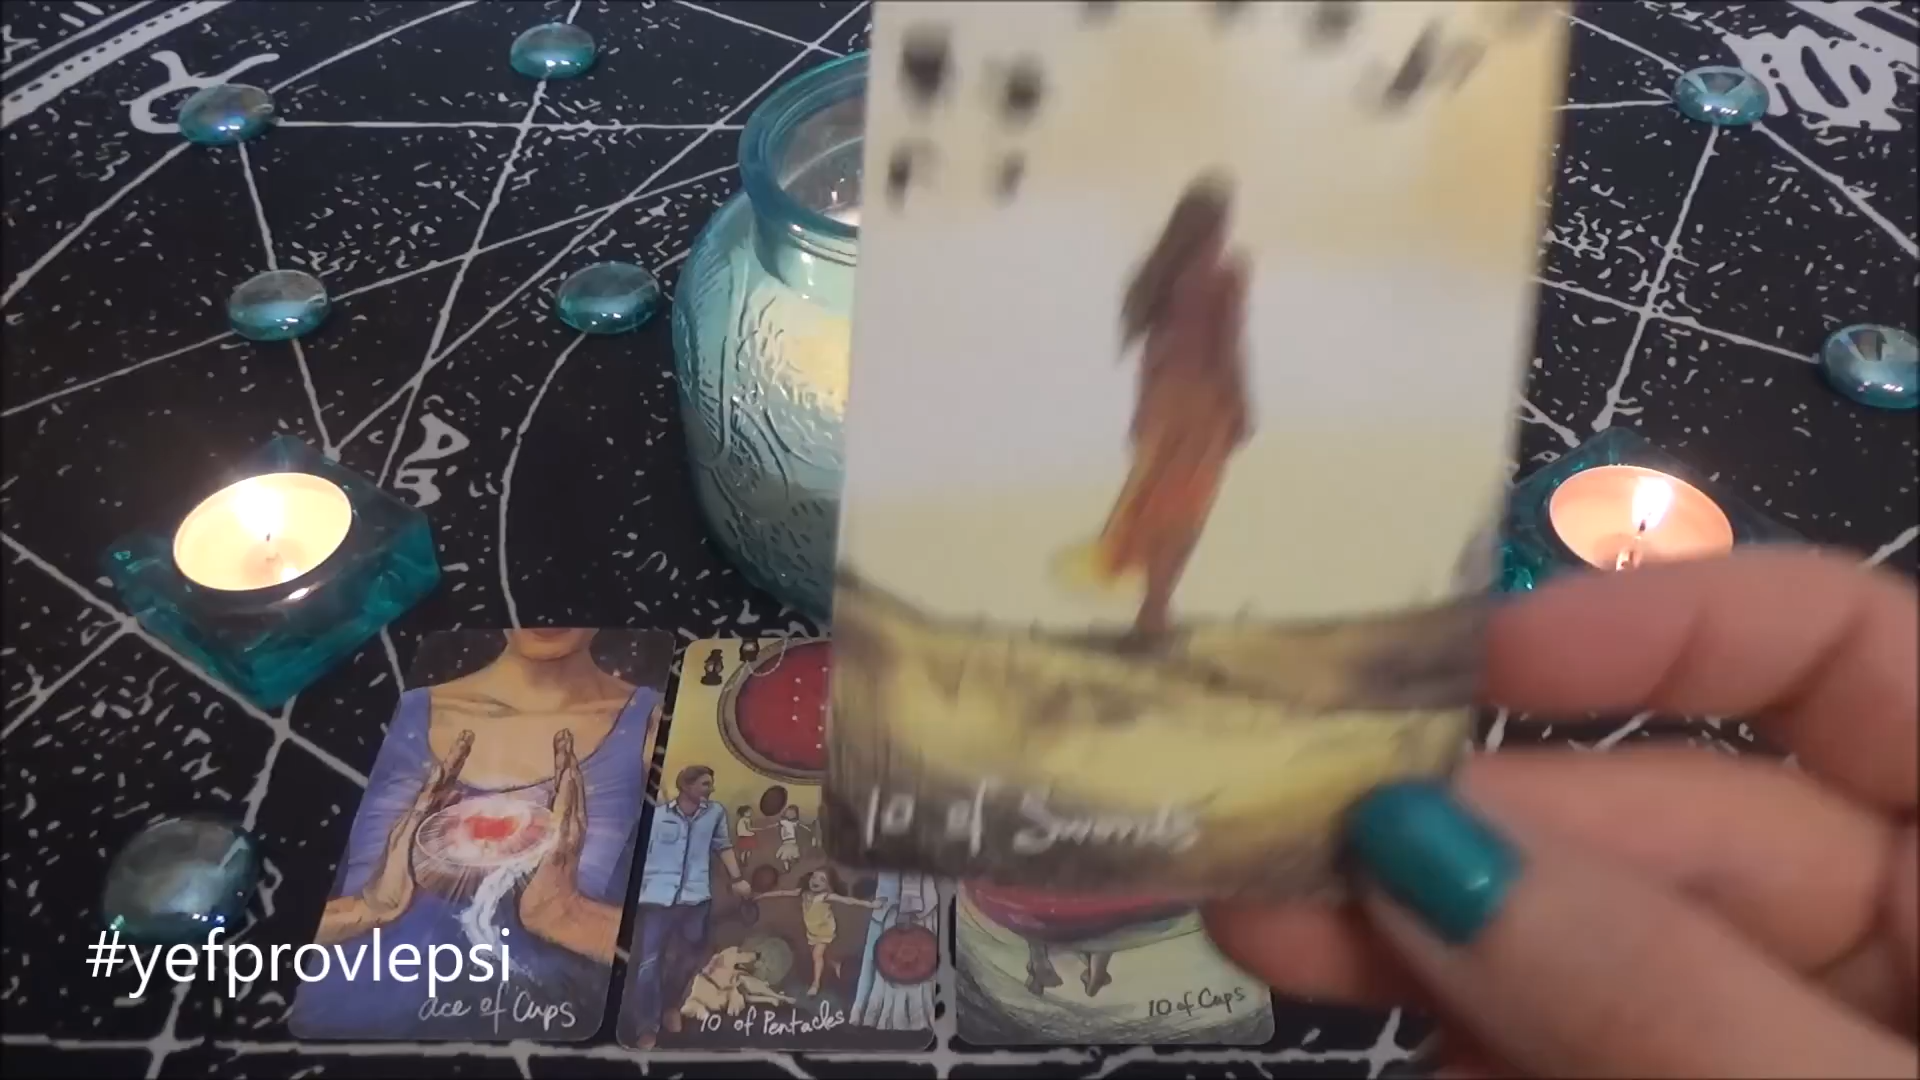 10 of Swords
#yefprovlepsi
ace of Cups
10 of Pentacles
10 of Cups